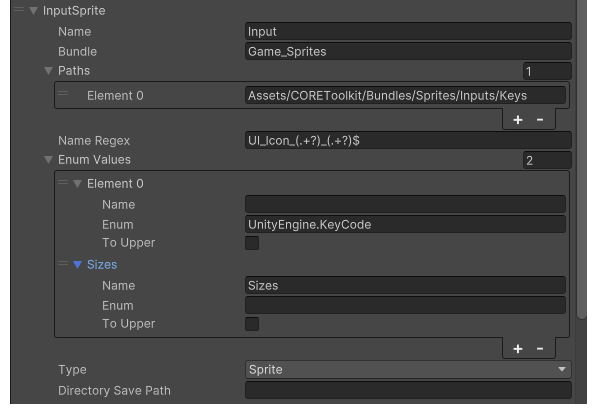 InputSprite
Name Input
Bundle Game_Sprites
Paths 1
Element 0 Assets/COREToolkit/Bundles/Sprites/Inputs/Keys
+ -
Name Regex UI_Icon_(.+?)_(.+?)$
Enum Values 2
Element 0
Name
Enum UnityEngine.KeyCode
To Upper
Sizes
Name Sizes
Enum
To Upper
+ -
Type Sprite
Directory Save Path